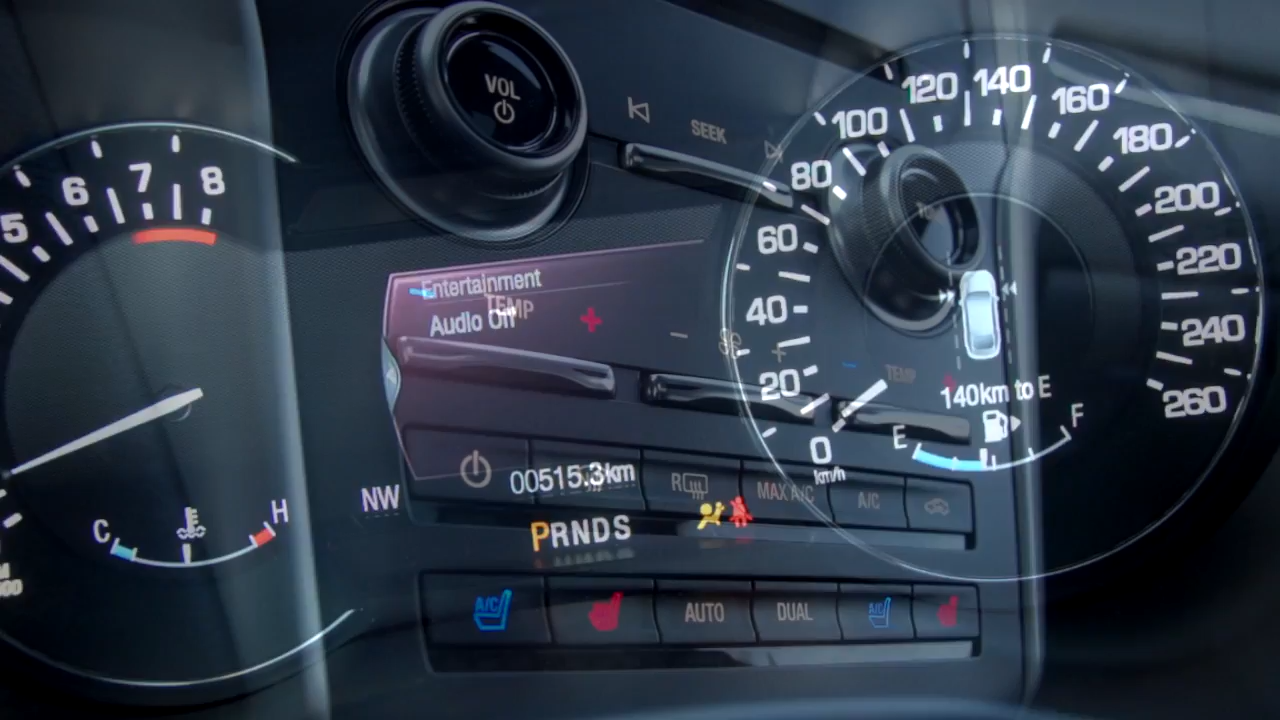 VOL
SEEK
5 6 7 8
20 40 60 80 100 120 140 160 180 200 220 240 260
0
km/h
Entertainment
TEMP
Audio Off
TEMP
140km to E
E F
00515.3km
R
MAX A/C
A/C
NW
PRNDS
C H
A/C
AUTO
DUAL
A/C